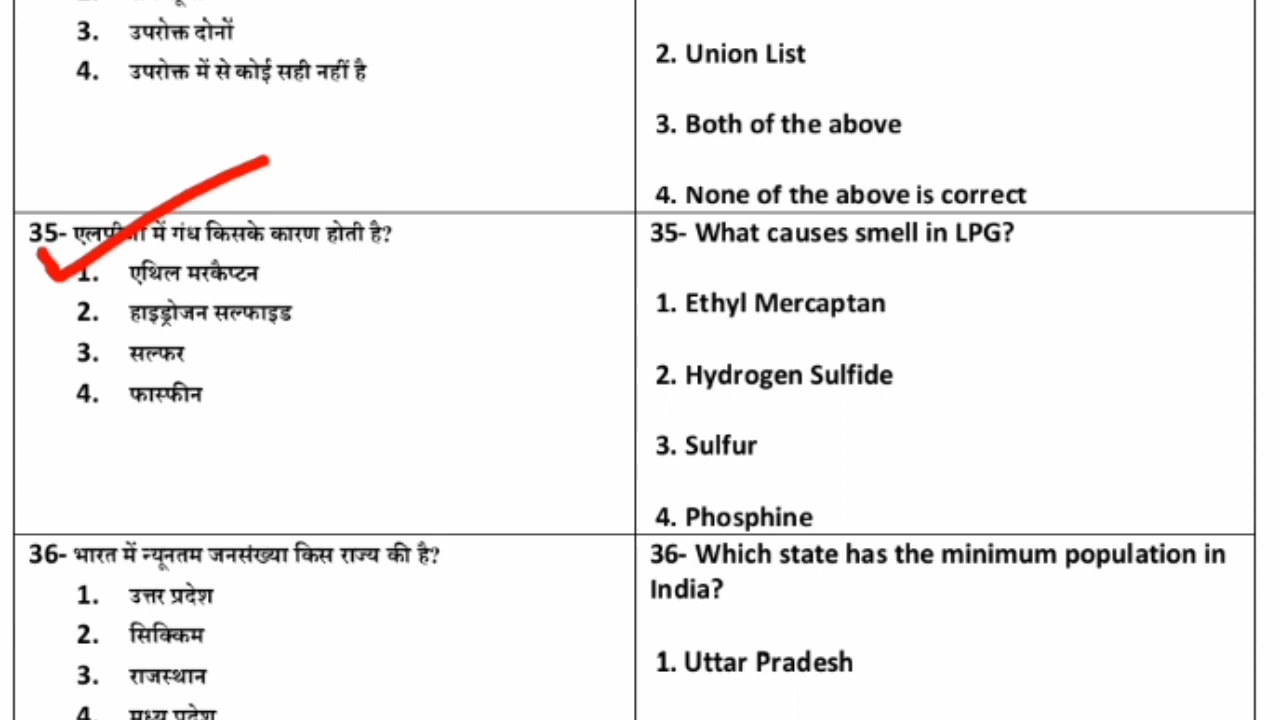 3. उपरोक्त दोनों
4. उपरोक्त में से कोई सही नहीं है
2. Union List
3. Both of the above
4. None of the above is correct
35- में गंध किसके कारण होती है?
1. एथिल मरकैप्टन
2. हाइड्रोजन सल्फाइड
3. सल्फर
4. फास्फीन
35- What causes smell in LPG?
1. Ethyl Mercaptan
2. Hydrogen Sulfide
3. Sulfur
4. Phosphine
36- भारत में न्यूनतम जनसंख्या किस राज्य की है?
1. उत्तर प्रदेश
2. सिक्किम
3. राजस्थान
4. मध्य प्रदेश
36- Which state has the minimum population in
India?
1. Uttar Pradesh